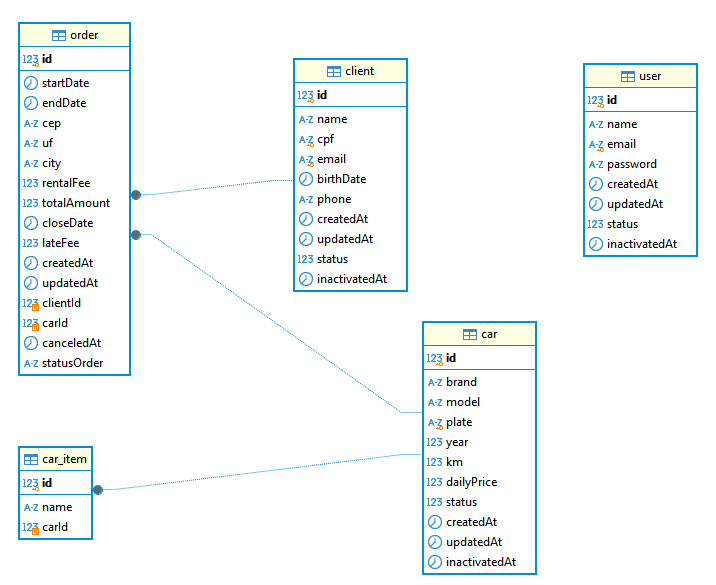 order
123 id
startDate
endDate
A-Z cep
A-Z uf
A-Z city
123 rentalFee
123 totalAmount
closeDate
123 lateFee
createdAt
updatedAt
123 clientId
123 carId
canceledAt
A-Z statusOrder
client
123 id
A-Z name
A-Z cpf
A-Z email
birthDate
A-Z phone
createdAt
updatedAt
123 status
inactivatedAt
user
123 id
A-Z name
A-Z email
A-Z password
createdAt
updatedAt
123 status
inactivatedAt
car
123 id
A-Z brand
A-Z model
A-Z plate
123 year
123 km
123 dailyPrice
123 status
createdAt
updatedAt
inactivatedAt
car_item
123 id
A-Z name
123 carId